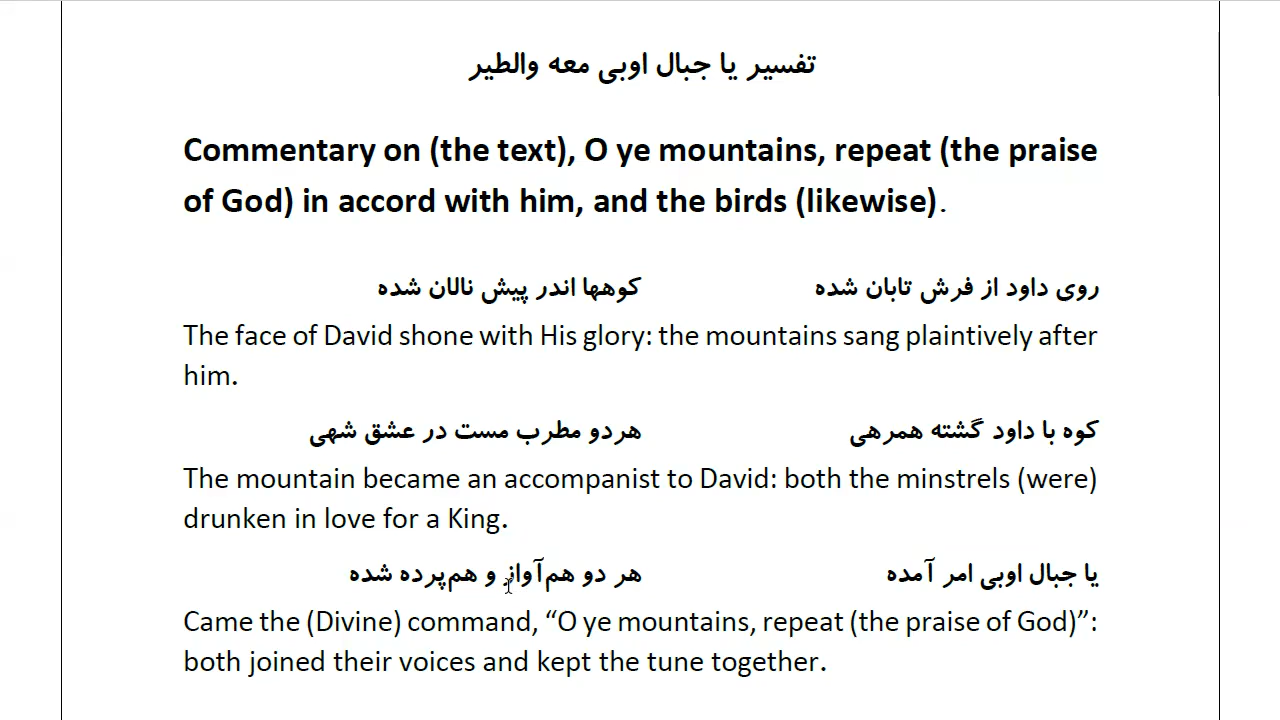 تفسیر یا جبال اوبی معه والطیر
Commentary on (the text), O ye mountains, repeat (the praise
of God) in accord with him, and the birds (likewise).
روی داود از فرش تابان شده کوهها اندر پیش نالان شده
The face of David shone with His glory: the mountains sang plaintively after
him.
کوه با داود گشته همرهی هردو مطرب مست در عشق شهی
The mountain became an accompanist to David: both the minstrels (were)
drunken in love for a King.
یا جبال اوبی امر آمده هر دو هم‌آواز و هم‌پرده شده
Came the (Divine) command, “O ye mountains, repeat (the praise of God)”:
both joined their voices and kept the tune together.